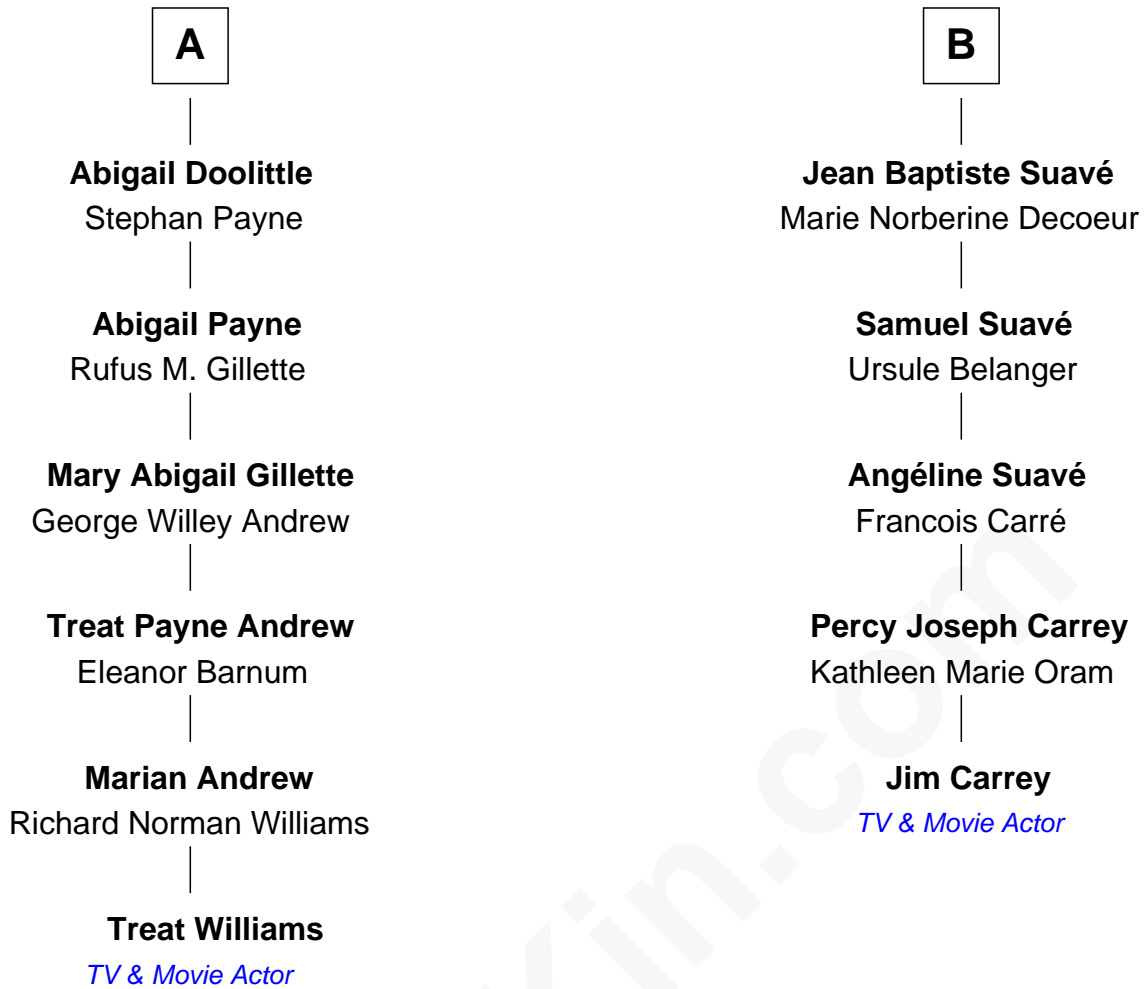 A
Abigail Doolittle
Stephan Payne
Abigail Payne
Rufus M. Gillette
Mary Abigail Gillette
George Willey Andrew
Treat Payne Andrew
Eleanor Barnum
Marian Andrew
Richard Norman Williams
Treat Williams
TV & Movie Actor
B
Jean Baptiste Suavé
Marie Norberine Decoeur
Samuel Suavé
Ursule Belanger
Angéline Suavé
Francois Carré
Percy Joseph Carrey
Kathleen Marie Oram
Jim Carrey
TV & Movie Actor
Kin.com